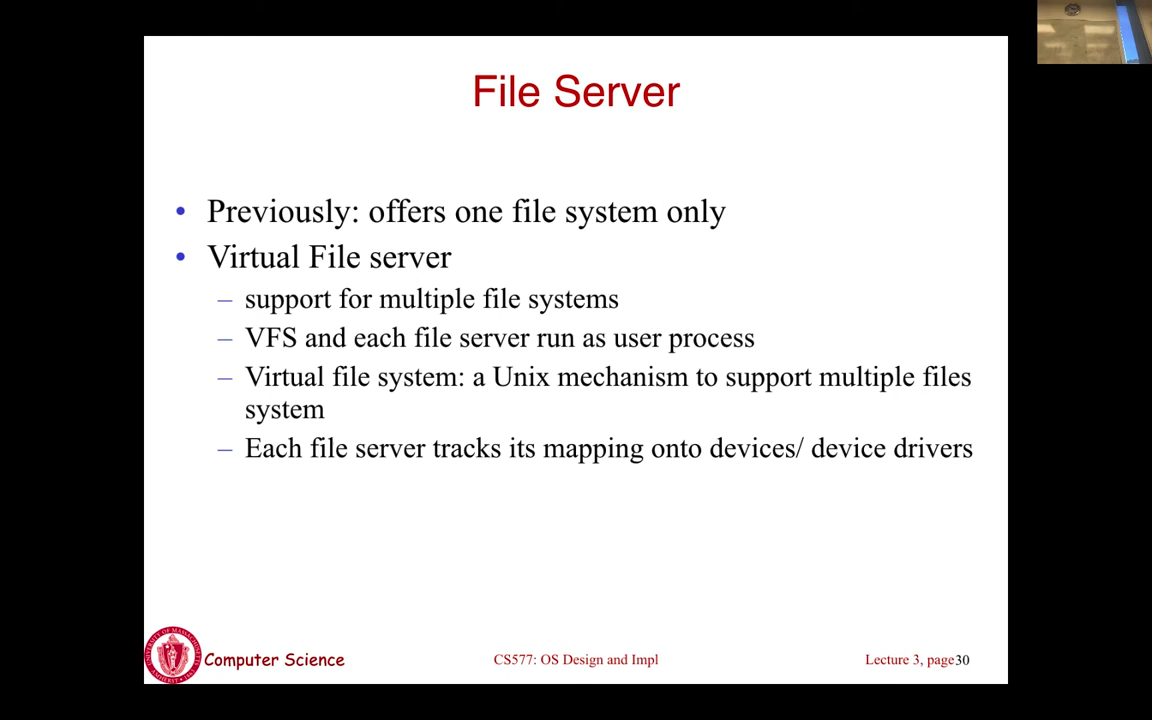 File Server
• Previously: offers one file system only
• Virtual File server
– support for multiple file systems
– VFS and each file server run as user process
– Virtual file system: a Unix mechanism to support multiple files
system
– Each file server tracks its mapping onto devices/ device drivers
Computer Science
CS577: OS Design and Impl
Lecture 3, page30